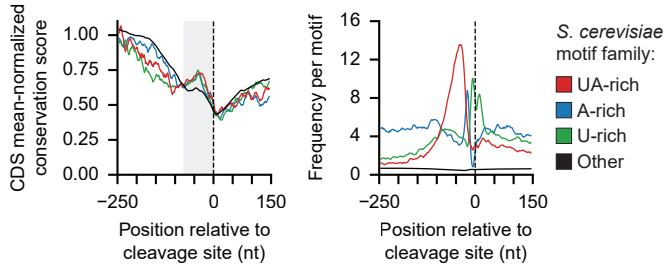 CDS mean-normalized
conservation score
1.00
0.75
0.50
0.25
0.00
−250
0
150
Position relative to
cleavage site (nt)
Frequency per motif
16
12
8
4
0
−250
0
150
Position relative to
cleavage site (nt)
S. cerevisiae
motif family:
UA-rich
A-rich
U-rich
Other